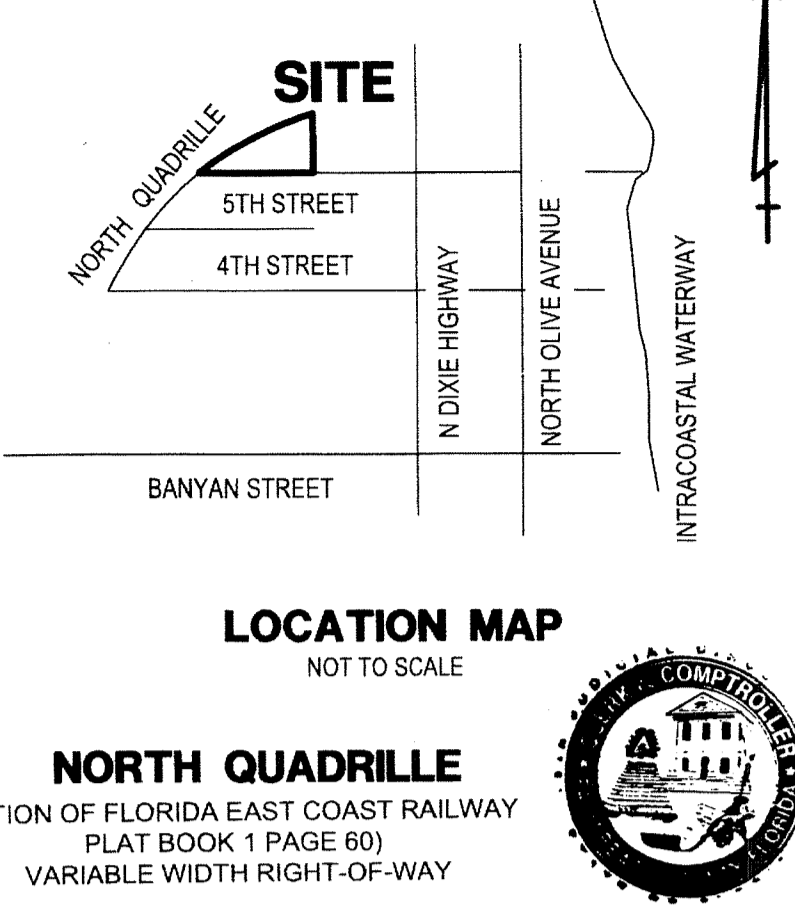 SITE
NORTH QUADRILLE
5TH STREET
4TH STREET
N DIXIE HIGHWAY
NORTH OLIVE AVENUE
INTRACOASTAL WATERWAY
BANYAN STREET
LOCATION MAP
NOT TO SCALE
COMPTROLLER
FLORIDA
NORTH QUADRILLE
TION OF FLORIDA EAST COAST RAILWAY
PLAT BOOK 1 PAGE 60)
VARIABLE WIDTH RIGHT-OF-WAY